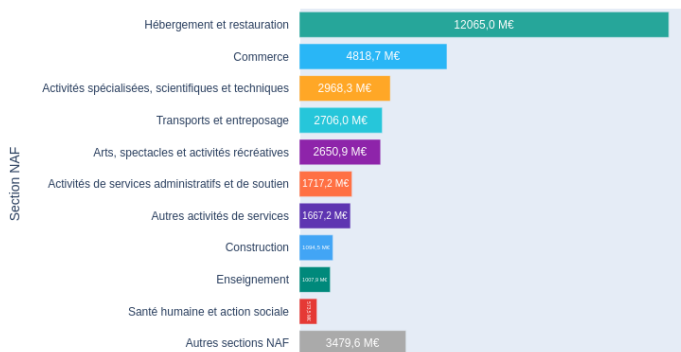 Section NAF
Hébergement et restauration 12065,0 M€
Commerce 4818,7 M€
Activités spécialisées, scientifiques et techniques 2968,3 M€
Transports et entreposage 2706,0 M€
Arts, spectacles et activités récréatives 2650,9 M€
Activités de services administratifs et de soutien 1717,2 M€
Autres activités de services 1667,2 M€
Construction M€
Enseignement M€
Santé humaine et action sociale
Autres sections NAF 3479,6 M€